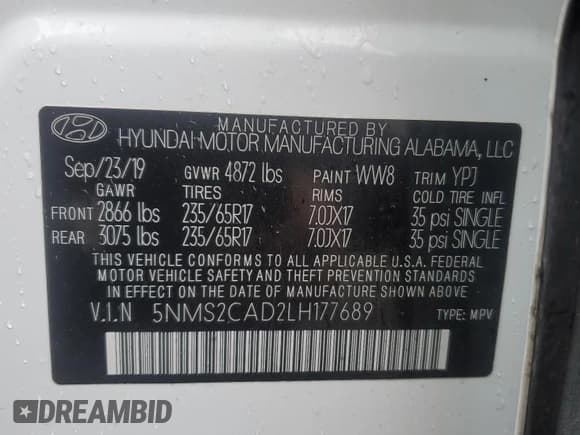 MANUFACTURED BY
HYUNDAI MOTOR MANUFACTURING ALABAMA, LLC
Sep/23/19 GVWR 4872 lbs PAINT WW8 TRIM YPJ
GAWR TIRES RIMS COLD TIRE INFL
FRONT 2866 lbs 235/65R17 7.0JX17 35 psi SINGLE
REAR 3075 lbs 235/65R17 7.0JX17 35 psi SINGLE
THIS VEHICLE CONFORMS TO ALL APPLICABLE U.S.A. FEDERAL
MOTOR VEHICLE SAFETY AND THEFT PREVENTION STANDARDS
IN EFFECT ON THE DATE OF MANUFACTURE SHOWN ABOVE.
V.I.N 5NMS2CAD2LH177689 TYPE: MPV
#DREAMBID